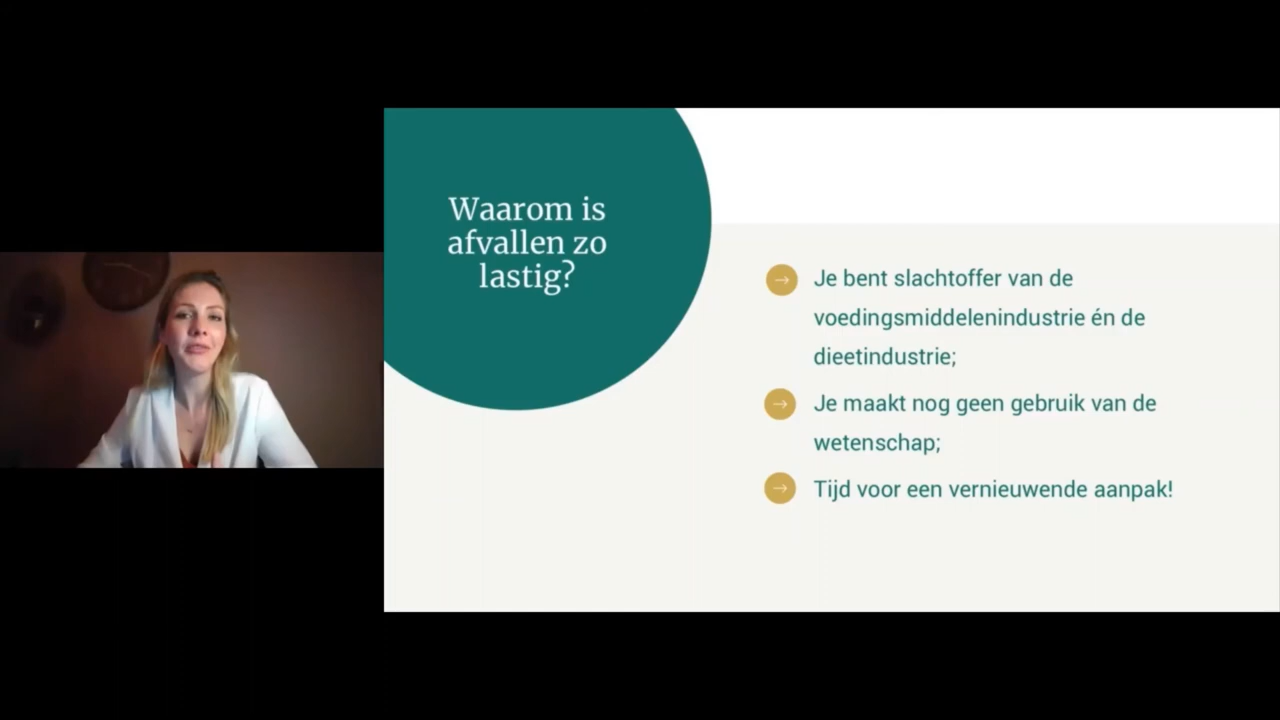 Waarom is
afvallen zo
lastig?
Je bent slachtoffer van de
voedingsmiddelenindustrie én de
dieetindustrie;
Je maakt nog geen gebruik van de
wetenschap;
Tijd voor een vernieuwende aanpak!